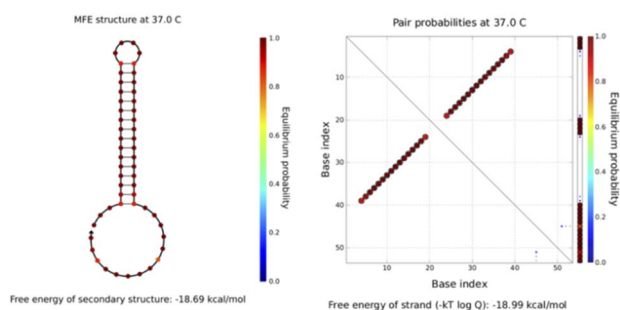 MFE structure at 37.0 C
1.0
0.8
0.6
0.4
0.2
0.0
Equilibrium probability
Free energy of secondary structure: -18.69 kcal/mol
Pair probabilities at 37.0 C
Base index
10
20
30
40
50
10
20
30
40
50
Base index
1.0
0.8
0.6
0.4
0.2
0.0
Equilibrium probability
Free energy of strand (-kT log Q): -18.99 kcal/mol